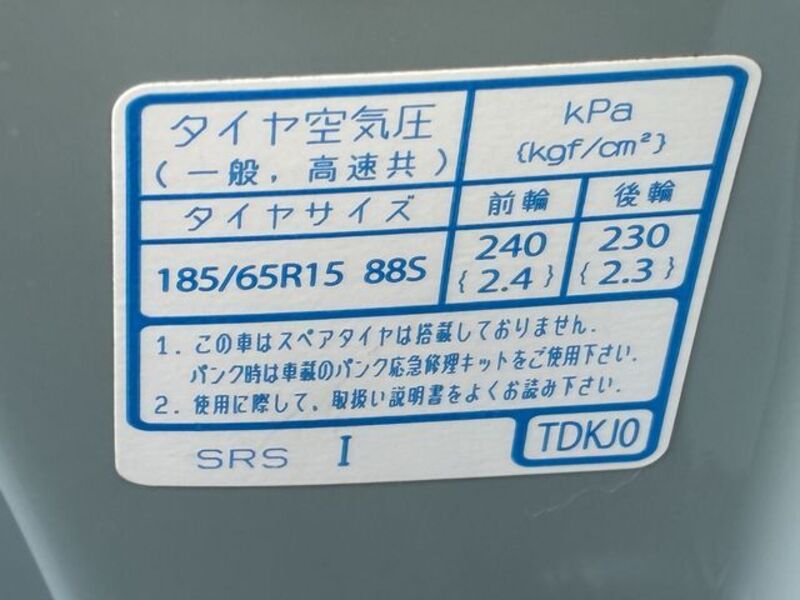 タイヤ空気圧
(一般，高速共)
kPa
{kgf/cm²}
タイヤサイズ
前輪
後輪
185/65R15 88S
240
{2.4}
230
{2.3}
1. この車はスペアタイヤは搭載しておりません.
パンク時は車載のパンク応急修理キットをご使用下さい.
2. 使用に際して、取扱い説明書をよくお読み下さい.
SRS I
TDKJ0